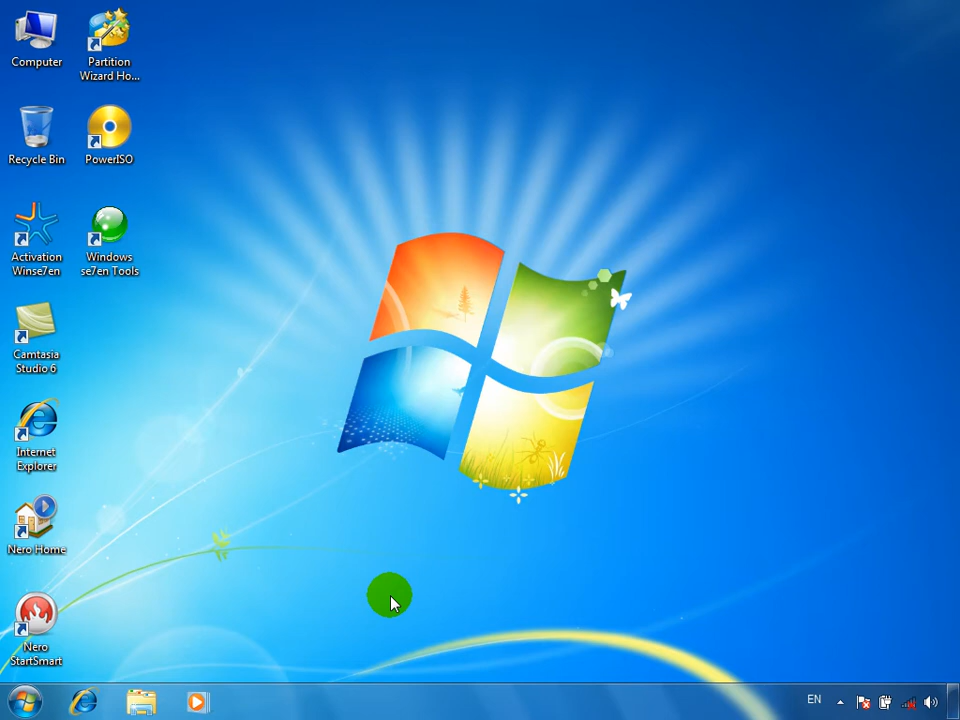 Computer
Partition
Wizard Ho...
Recycle Bin
PowerISO
Activation
Winse7en
Windows
se7en Tools
Camtasia
Studio 6
Internet
Explorer
Nero Home
Nero
StartSmart
EN